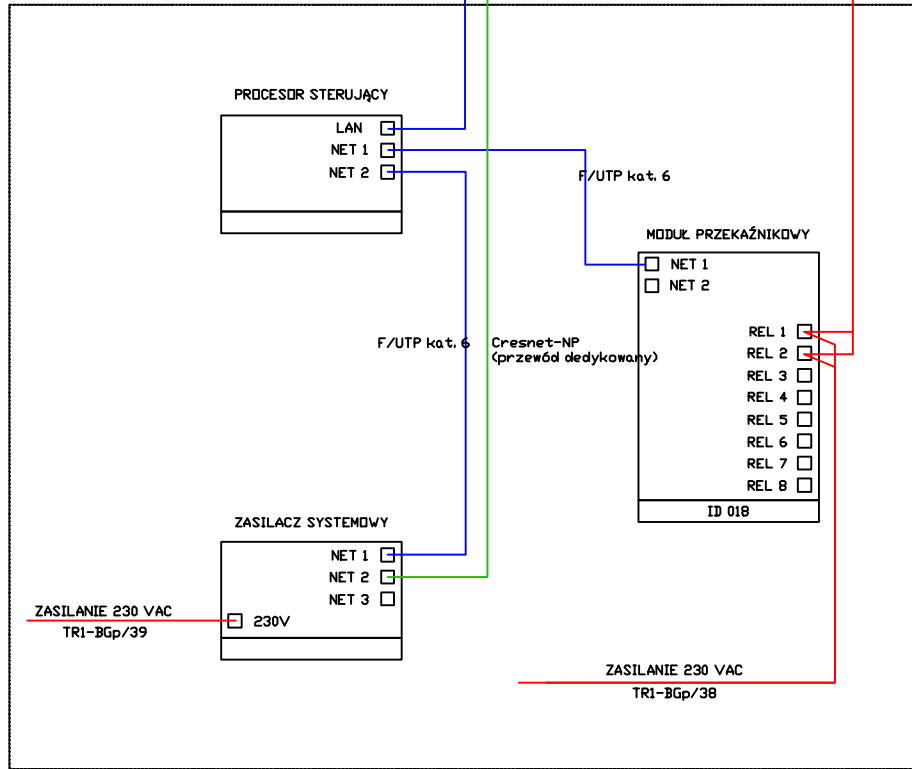 PROCESOR STERUJĄCY
LAN
NET 1
NET 2
F/UTP kat. 6
MODUŁ PRZEKAŹNIKOWY
NET 1
NET 2
REL 1
REL 2
REL 3
REL 4
REL 5
REL 6
REL 7
REL 8
ID 018
F/UTP kat. 6
Cresnet-NP
(przewód dedykowany)
ZASILACZ SYSTEMOWY
NET 1
NET 2
NET 3
230V
ZASILANIE 230 VAC
TR1-BGp/39
ZASILANIE 230 VAC
TR1-BGp/38